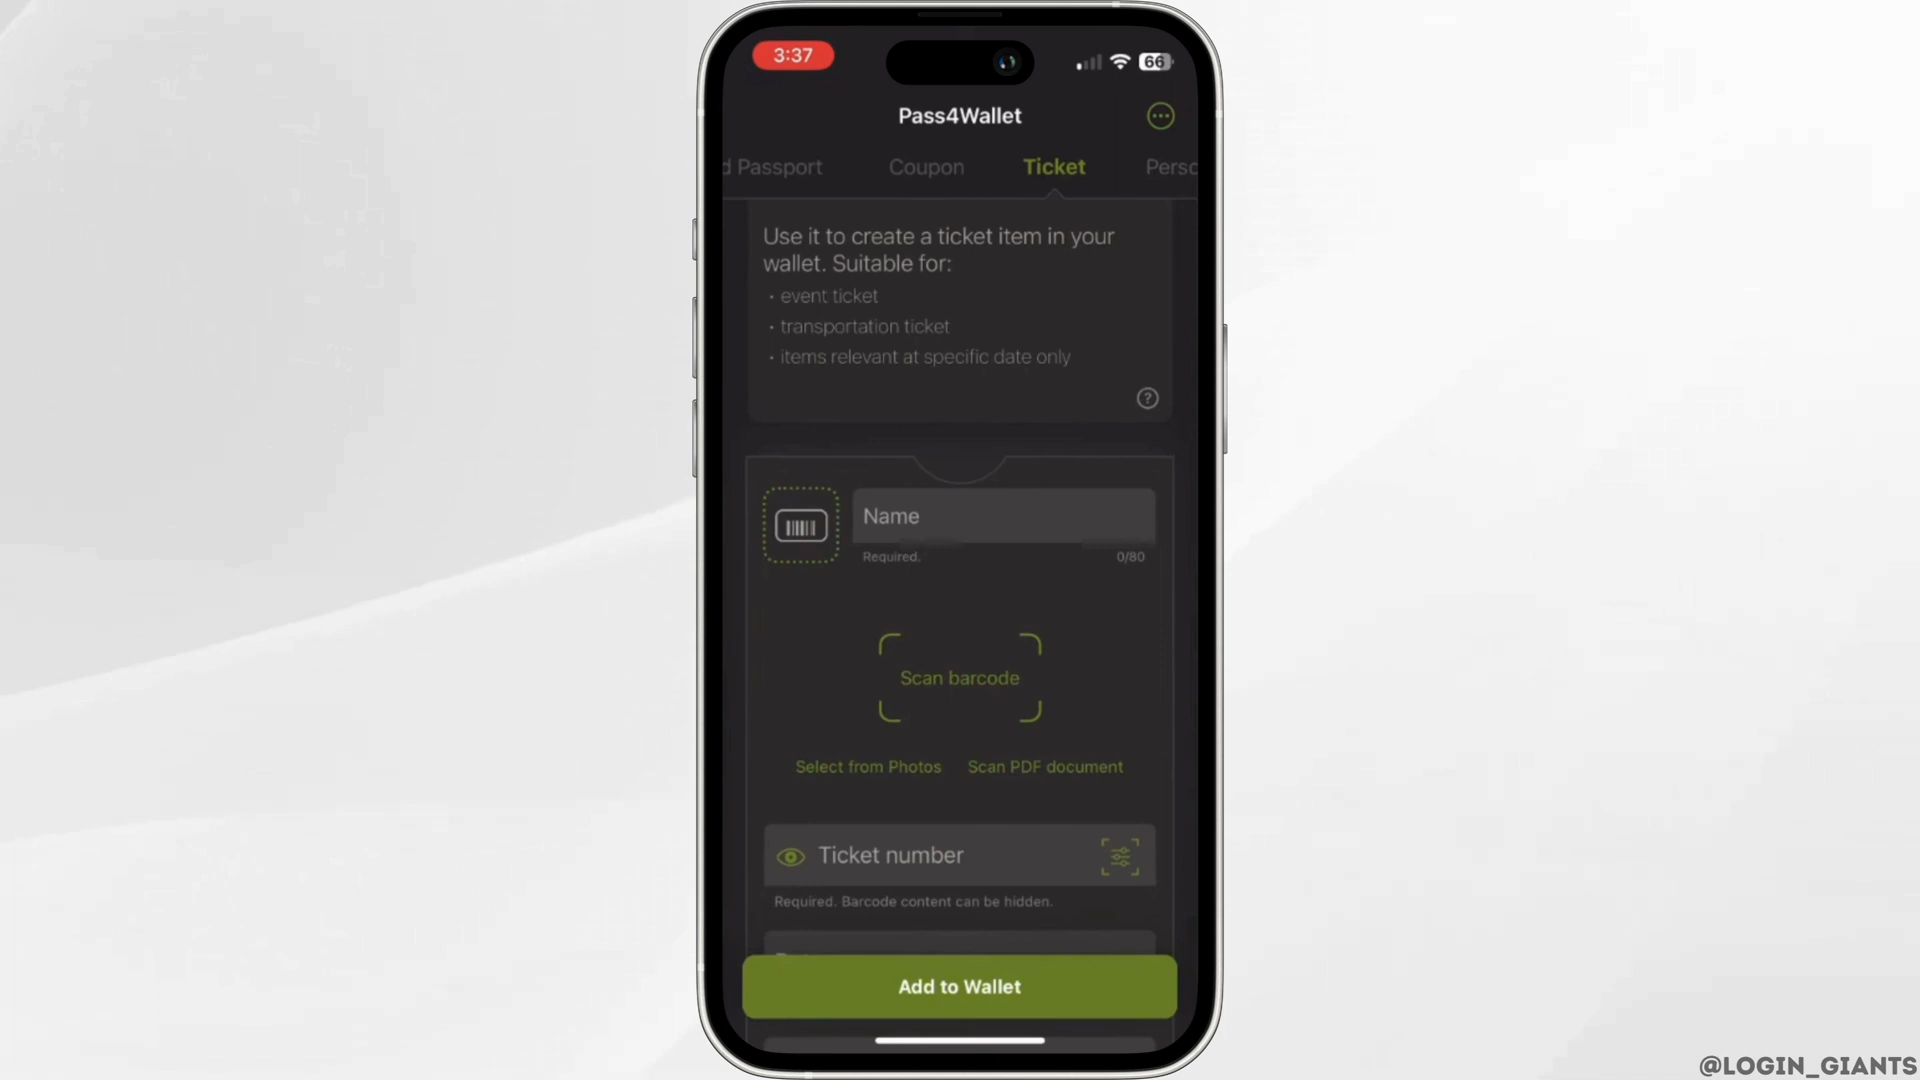 3:37
66
Pass4Wallet
d Passport
Coupon
Ticket
Perso
Use it to create a ticket item in your
wallet. Suitable for:
• event ticket
• transportation ticket
• items relevant at specific date only
?
Name
Required.
0/80
Scan barcode
Select from Photos
Scan PDF document
Ticket number
Required. Barcode content can be hidden.
Add to Wallet
@LOGIN_GIANTS